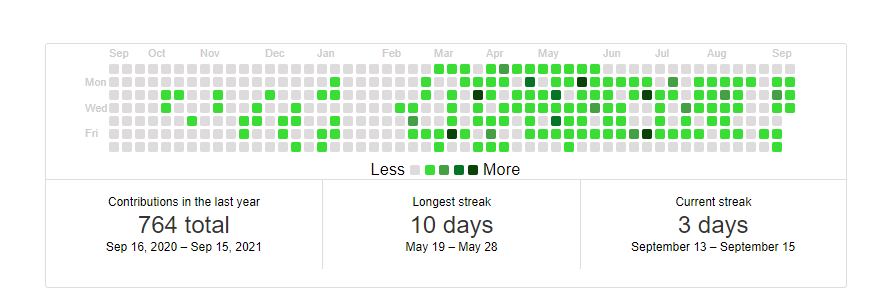 Sep Oct Nov Dec Jan Feb Mar Apr May Jun Jul Aug Sep
Mon
Wed
Fri
Less More
Contributions in the last year
764 total
Sep 16, 2020 – Sep 15, 2021
Longest streak
10 days
May 19 – May 28
Current streak
3 days
September 13 – September 15